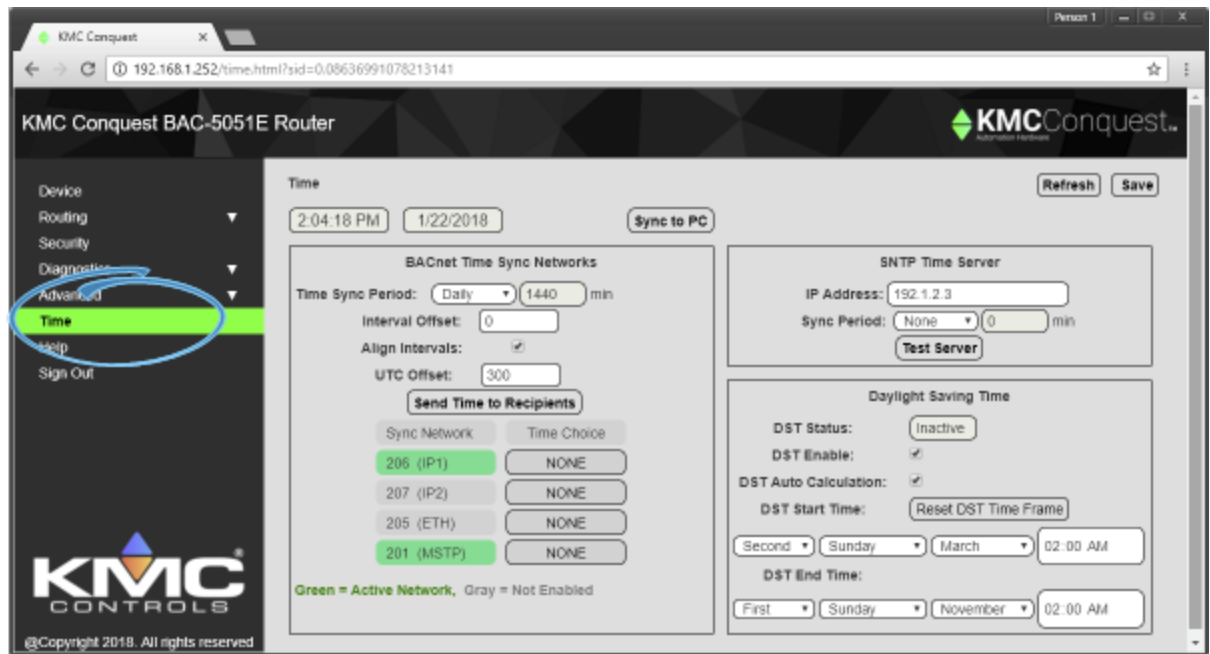 Person 1
KMC Conquest
192.168.1.252/time.html?sid=0.08636991078213141
KMC Conquest BAC-5051E Router
KMCConquest™
Automation Hardware
Device
Routing
Security
Diagnostics
Advanced
Time
Help
Sign Out
KMC®
CONTROLS
@Copyright 2018. All rights reserved
Time
Refresh Save
2:04:18 PM 1/22/2018 Sync to PC
BACnet Time Sync Networks
Time Sync Period: Daily 1440 min
Interval Offset: 0
Align Intervals:
UTC Offset: 300
Send Time to Recipients
Sync Network Time Choice
206 (IP1) NONE
207 (IP2) NONE
205 (ETH) NONE
201 (MSTP) NONE
Green = Active Network, Gray = Not Enabled
SNTP Time Server
IP Address: 192.1.2.3
Sync Period: None 0 min
Test Server
Daylight Saving Time
DST Status: Inactive
DST Enable:
DST Auto Calculation:
DST Start Time: Reset DST Time Frame
Second Sunday March 02:00 AM
DST End Time:
First Sunday November 02:00 AM